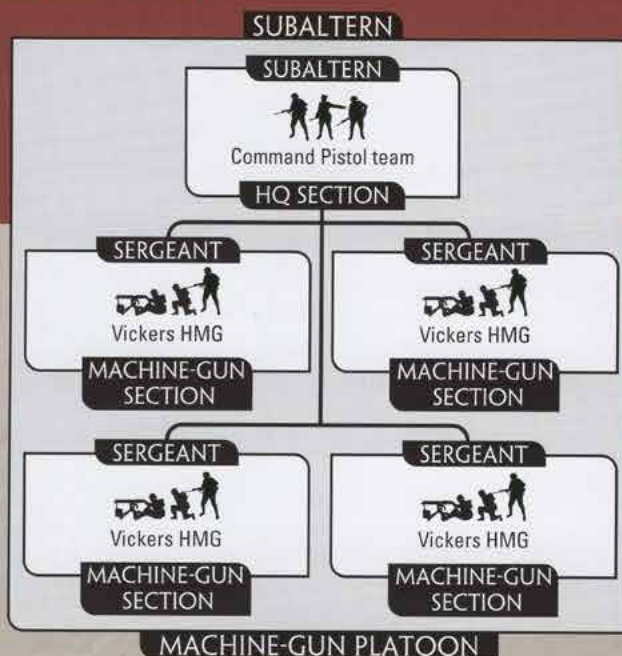 SUBALTERN
SUBALTERN
Command Pistol team
HQ SECTION
SERGEANT
Vickers HMG
MACHINE-GUN
SECTION
SERGEANT
Vickers HMG
MACHINE-GUN
SECTION
SERGEANT
Vickers HMG
MACHINE-GUN
SECTION
SERGEANT
Vickers HMG
MACHINE-GUN
SECTION
MACHINE-GUN PLATOON